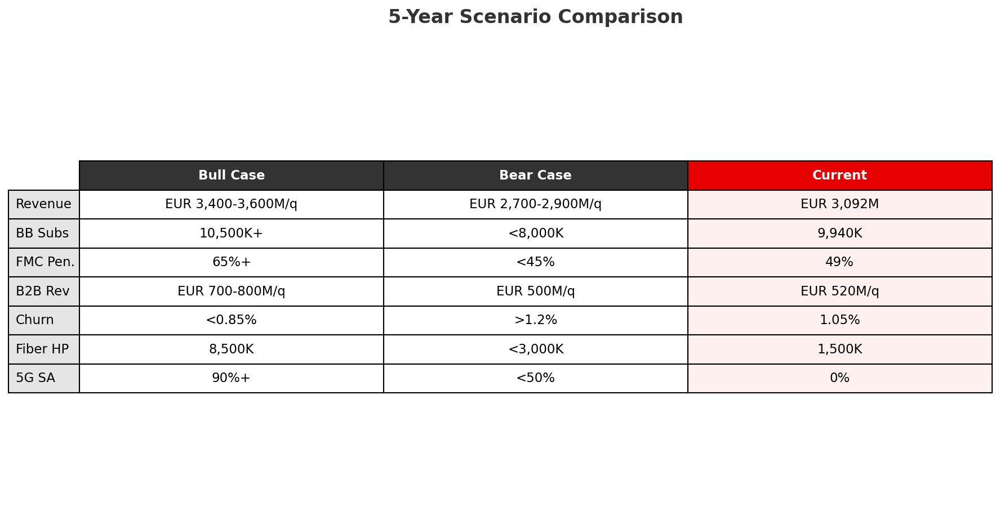 5-Year Scenario Comparison
Bull Case Bear Case Current
Revenue EUR 3,400-3,600M/q EUR 2,700-2,900M/q EUR 3,092M
BB Subs 10,500K+ <8,000K 9,940K
FMC Pen. 65%+ <45% 49%
B2B Rev EUR 700-800M/q EUR 500M/q EUR 520M/q
Churn <0.85% >1.2% 1.05%
Fiber HP 8,500K <3,000K 1,500K
5G SA 90%+ <50% 0%